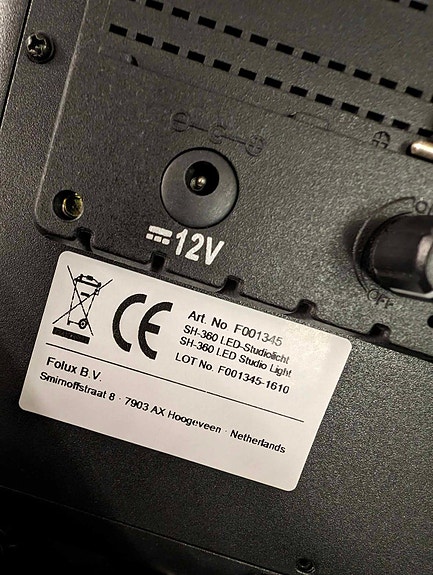 12V
OFF
CE
Art. No F001345
SH-360 LED-Studiolicht
SH-360 LED Studio Light
LOT No. F001345-1610
Folux B.V.
Smirnoffstraat 8 · 7903 AX Hoogeveen · Netherlands